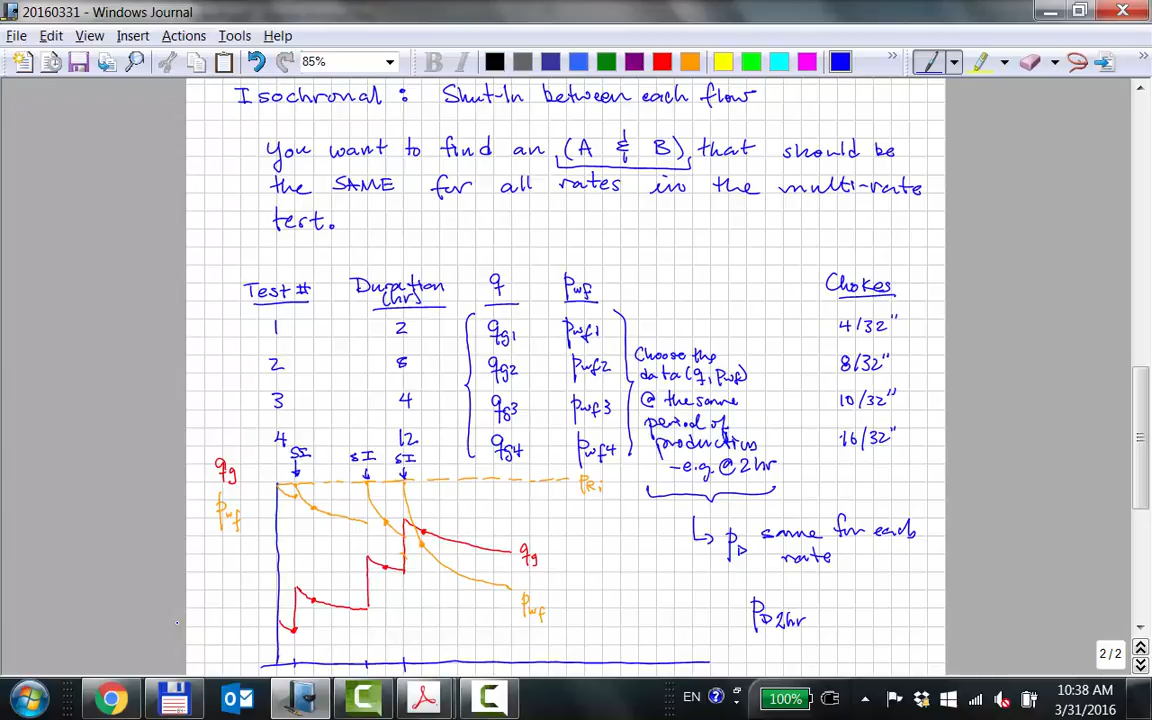 20160331 - Windows Journal
File Edit View Insert Actions Tools Help
85%
B I
Isochronal : Shut-In between each flow
You want to find an (A & B), that should be
the SAME for all rates in the multi-rate
test.
Test # Duration (hr) q pwf Chokes
1 2 qg1 pwf1 4/32"
2 8 qg2 pwf2 8/32"
3 4 qg3 pwf3 10/32"
4 12 qg4 pwf4 16/32"
Choose the
data (q, pwf)
@ the same
period of
production
- e.g. @ 2hr
SI SI SI
qg
pwf
pRi
qg
pwf
pD same for each
rate
pD2hr
2 / 2
EN 100% 10:38 AM
3/31/2016